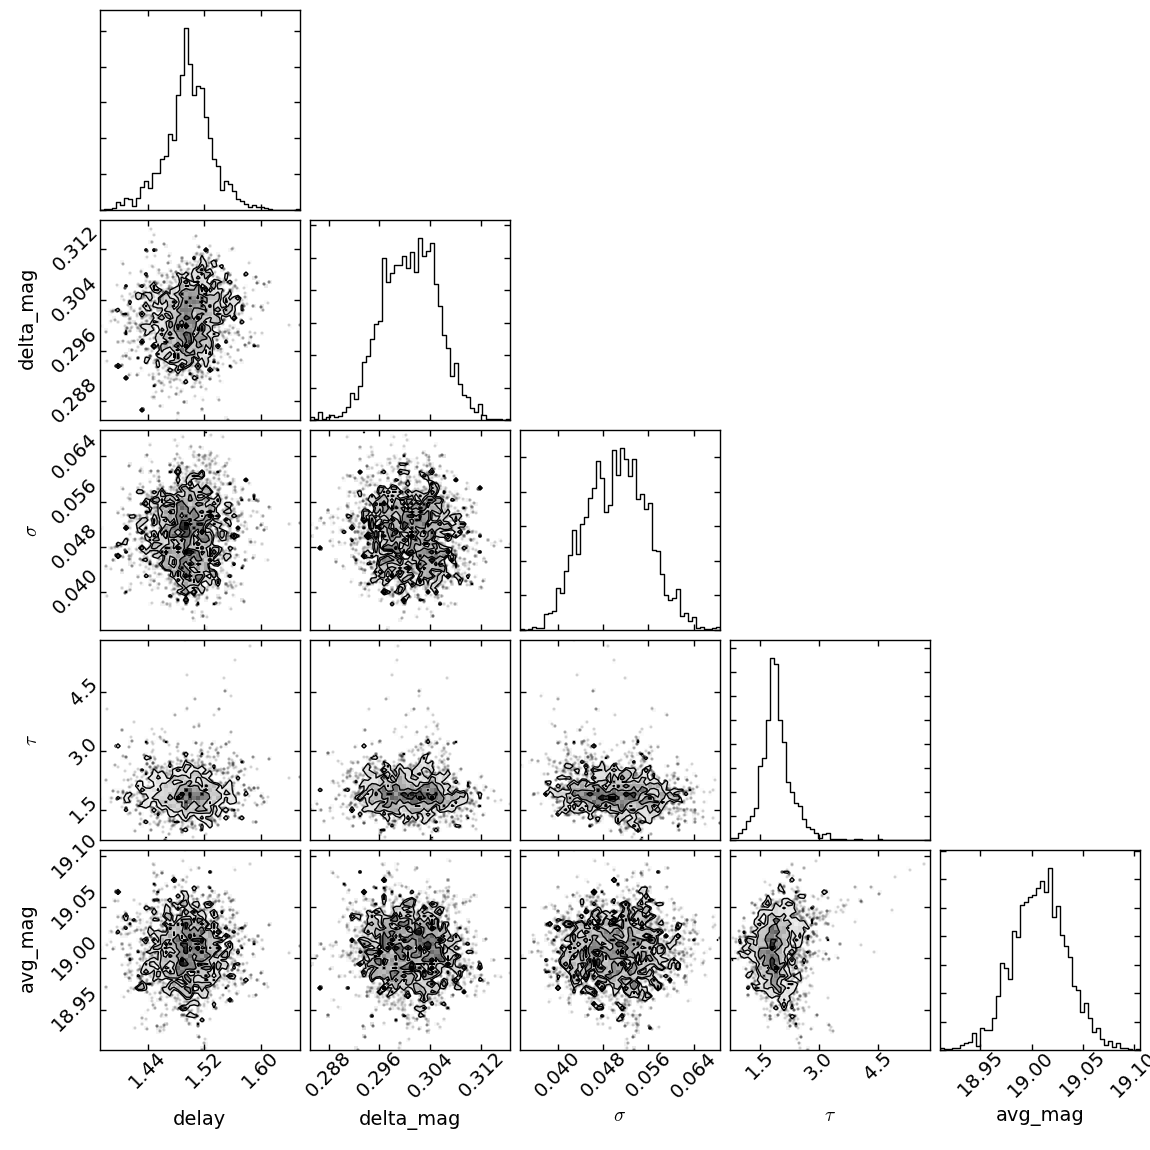 0.312
0.304
0.296
0.288
delta_mag
0.064
0.056
0.048
0.040
σ
4.5
3.0
1.5
τ
19.10
19.05
19.00
18.95
avg_mag
1.44 1.52 1.60
0.288 0.296 0.304 0.312
0.040 0.048 0.056 0.064
1.5 3.0 4.5
18.95 19.00 19.05 19.10
delay delta_mag σ τ avg_mag